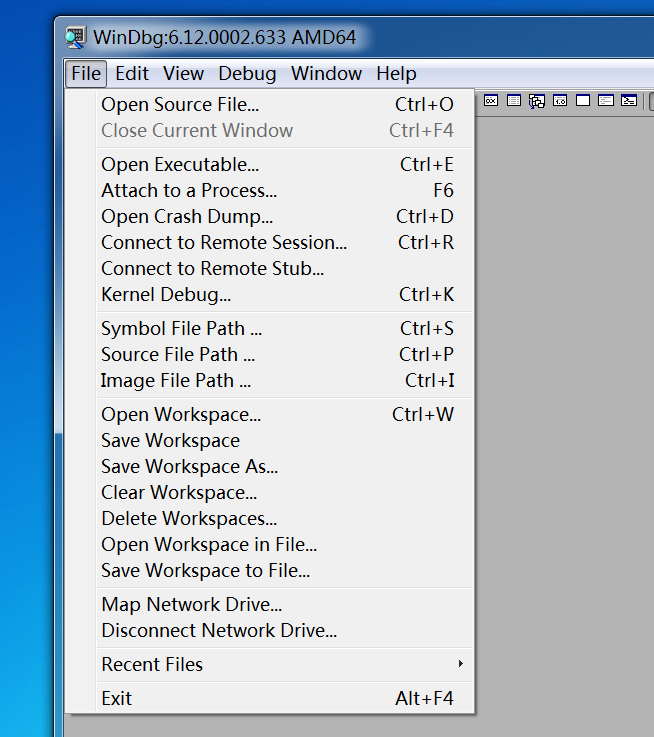 WinDbg:6.12.0002.633 AMD64
File Edit View Debug Window Help
Open Source File... Ctrl+O
Close Current Window Ctrl+F4
Open Executable... Ctrl+E
Attach to a Process... F6
Open Crash Dump... Ctrl+D
Connect to Remote Session... Ctrl+R
Connect to Remote Stub...
Kernel Debug... Ctrl+K
Symbol File Path ... Ctrl+S
Source File Path ... Ctrl+P
Image File Path ... Ctrl+I
Open Workspace... Ctrl+W
Save Workspace
Save Workspace As...
Clear Workspace...
Delete Workspaces...
Open Workspace in File...
Save Workspace to File...
Map Network Drive...
Disconnect Network Drive...
Recent Files
Exit Alt+F4